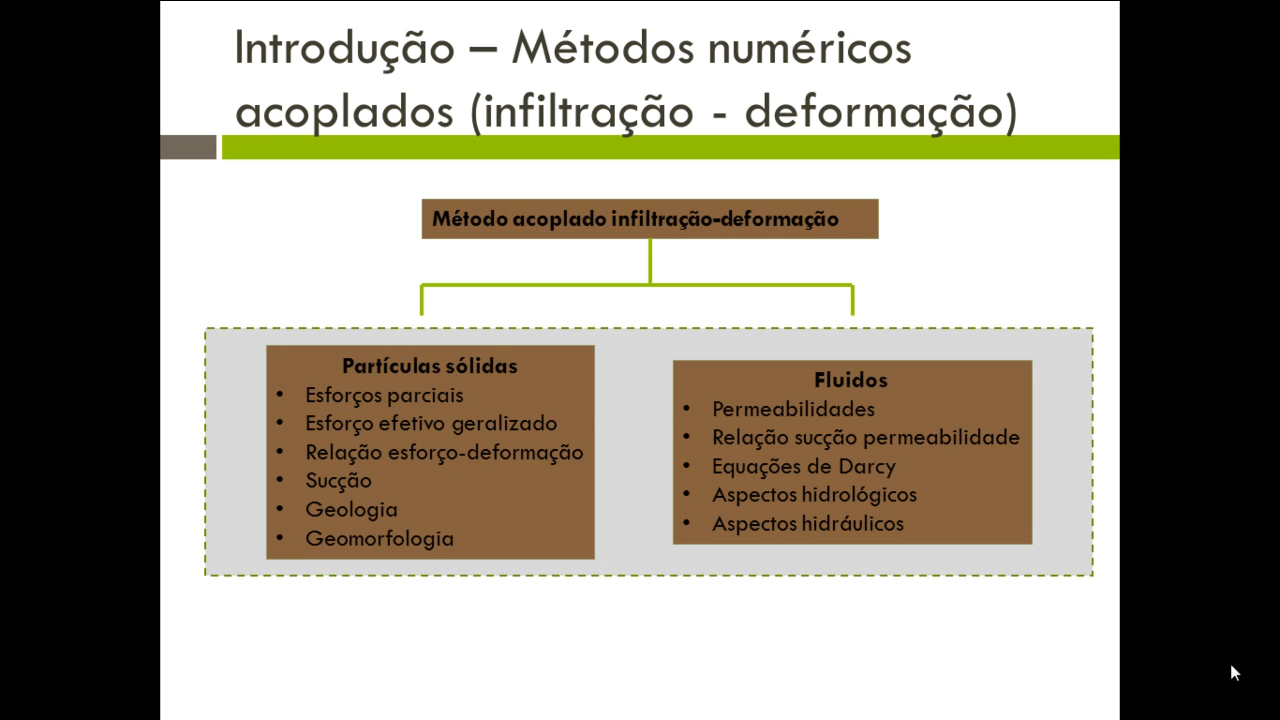 Introdução – Métodos numéricos
acoplados (infiltração - deformação)
Método acoplado infiltração-deformação
Partículas sólidas
• Esforços parciais
• Esforço efetivo geralizado
• Relação esforço-deformação
• Sucção
• Geologia
• Geomorfologia
Fluidos
• Permeabilidades
• Relação sucção permeabilidade
• Equações de Darcy
• Aspectos hidrológicos
• Aspectos hidráulicos